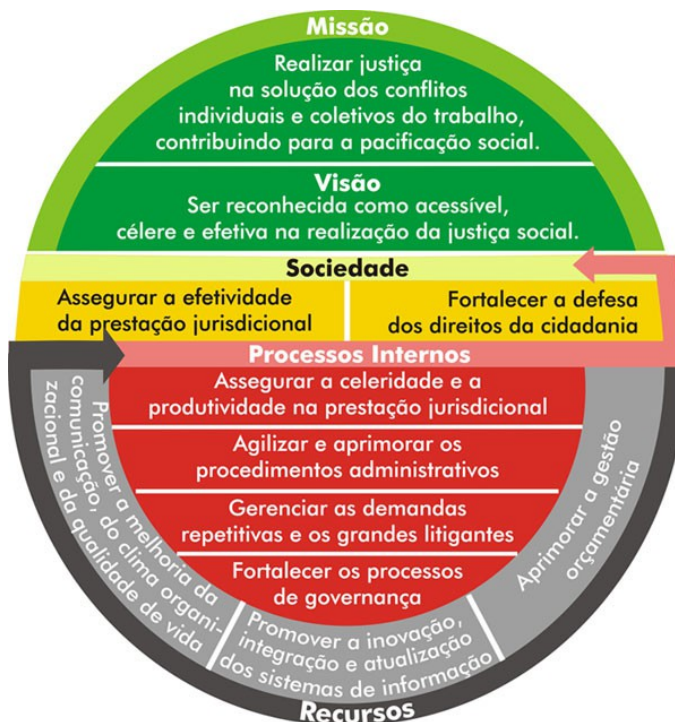 Missão
Realizar justiça
na solução dos conflitos
individuais e coletivos do trabalho,
contribuindo para a pacificação social.
Visão
Ser reconhecida como acessível,
célere e efetiva na realização da justiça social.
Sociedade
Assegurar a efetividade
da prestação jurisdicional
Fortalecer a defesa
dos direitos da cidadania
Processos Internos
Assegurar a celeridade e a
produtividade na prestação jurisdicional
Agilizar e aprimorar os
procedimentos administrativos
Gerenciar as demandas
repetitivas e os grandes litigantes
Fortalecer os processos
de governança
Promover a melhoria da
comunicação, do clima organi-
zacional e da qualidade de vida
Promover a inovação,
integração e atualização
dos sistemas de informação
Aprimorar a gestão
orçamentária
Recursos